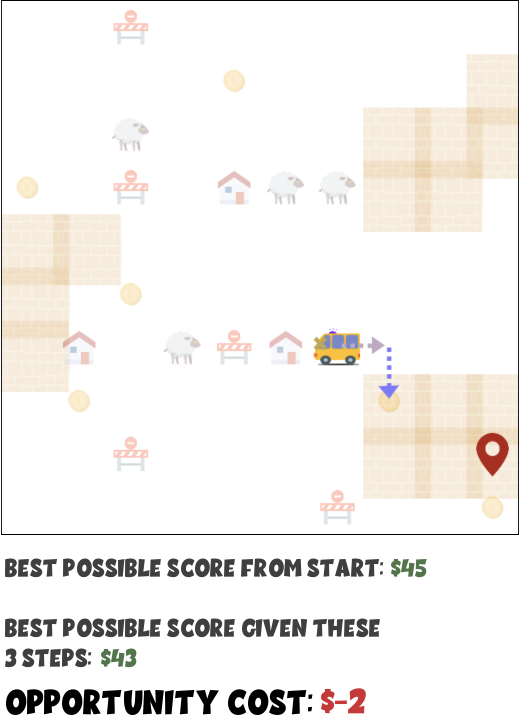 BEST POSSIBLE SCORE FROM START: $45
BEST POSSIBLE SCORE GIVEN THESE
3 STEPS: $43
OPPORTUNITY COST: $-2